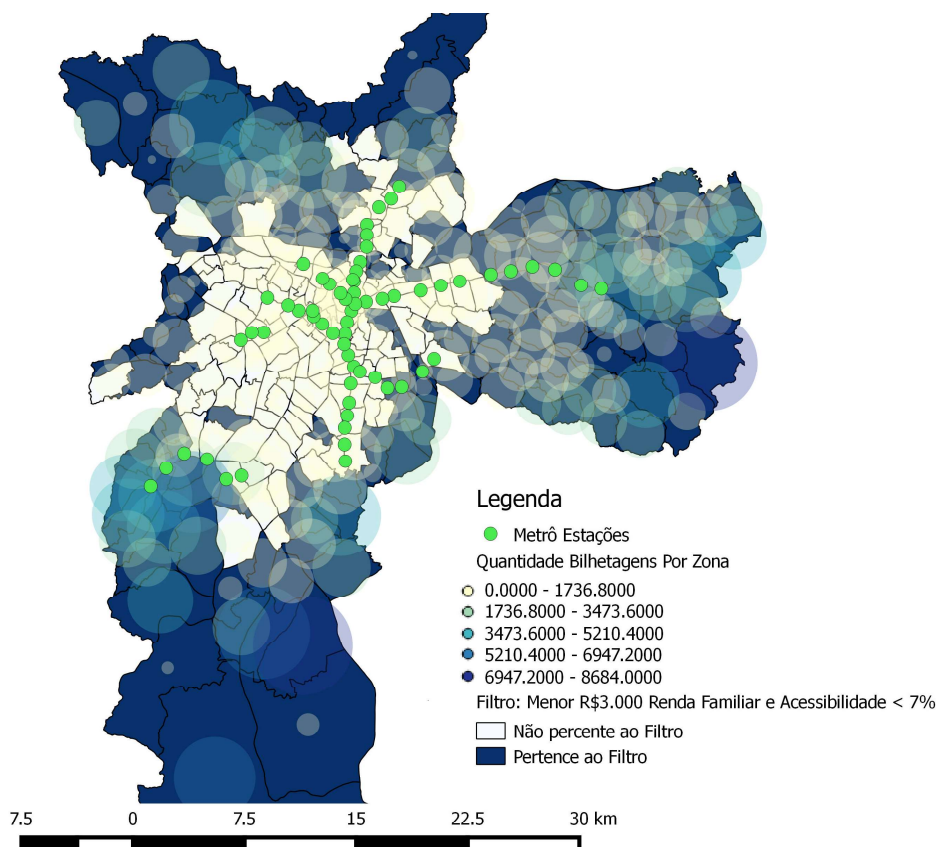 Legenda
Metrô Estações
Quantidade Bilhetagens Por Zona
0.0000 - 1736.8000
1736.8000 - 3473.6000
3473.6000 - 5210.4000
5210.4000 - 6947.2000
6947.2000 - 8684.0000
Filtro: Menor R$3.000 Renda Familiar e Acessibilidade < 7%
Não percente ao Filtro
Pertence ao Filtro
7.5 0 7.5 15 22.5 30 km